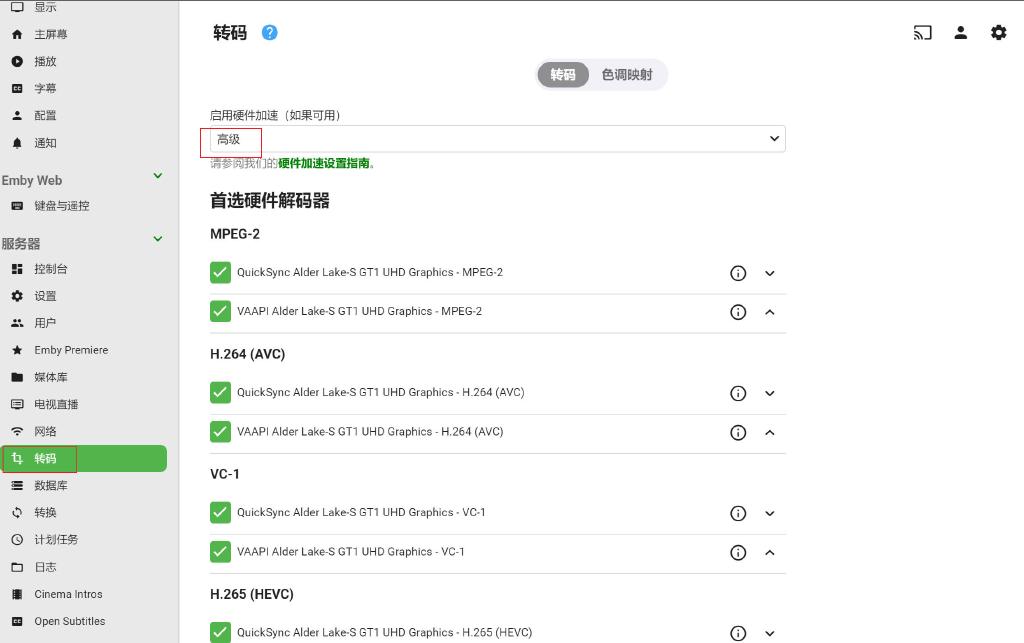 显示
主屏幕
播放
字幕
配置
通知
Emby Web
键盘与遥控
服务器
控制台
设置
用户
Emby Premiere
媒体库
电视直播
网络
转码
数据库
转换
计划任务
日志
Cinema Intros
Open Subtitles
转码
转码 色调映射
启用硬件加速（如果可用）
高级
请参阅我们的硬件加速设置指南。
首选硬件解码器
MPEG-2
QuickSync Alder Lake-S GT1 UHD Graphics - MPEG-2
VAAPI Alder Lake-S GT1 UHD Graphics - MPEG-2
H.264 (AVC)
QuickSync Alder Lake-S GT1 UHD Graphics - H.264 (AVC)
VAAPI Alder Lake-S GT1 UHD Graphics - H.264 (AVC)
VC-1
QuickSync Alder Lake-S GT1 UHD Graphics - VC-1
VAAPI Alder Lake-S GT1 UHD Graphics - VC-1
H.265 (HEVC)
QuickSync Alder Lake-S GT1 UHD Graphics - H.265 (HEVC)